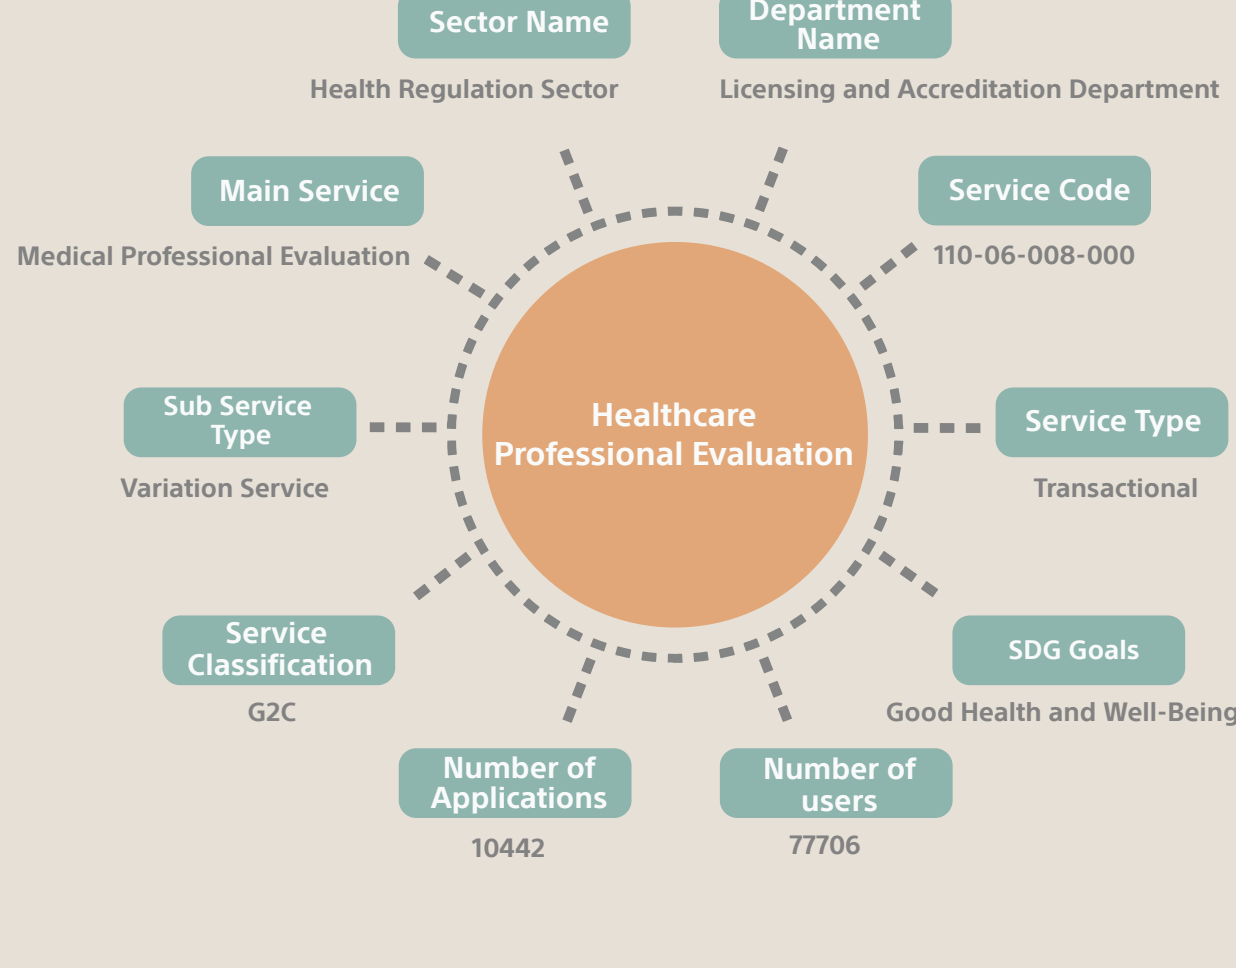 Sector Name
Department
Name
Health Regulation Sector
Licensing and Accreditation Department
Main Service
Service Code
Medical Professional Evaluation
110-06-008-000
Healthcare
Professional Evaluation
Sub Service
Type
Service Type
Variation Service
Transactional
Service
Classification
SDG Goals
G2C
Good Health and Well-Being
Number of
Applications
Number of
users
10442
77706